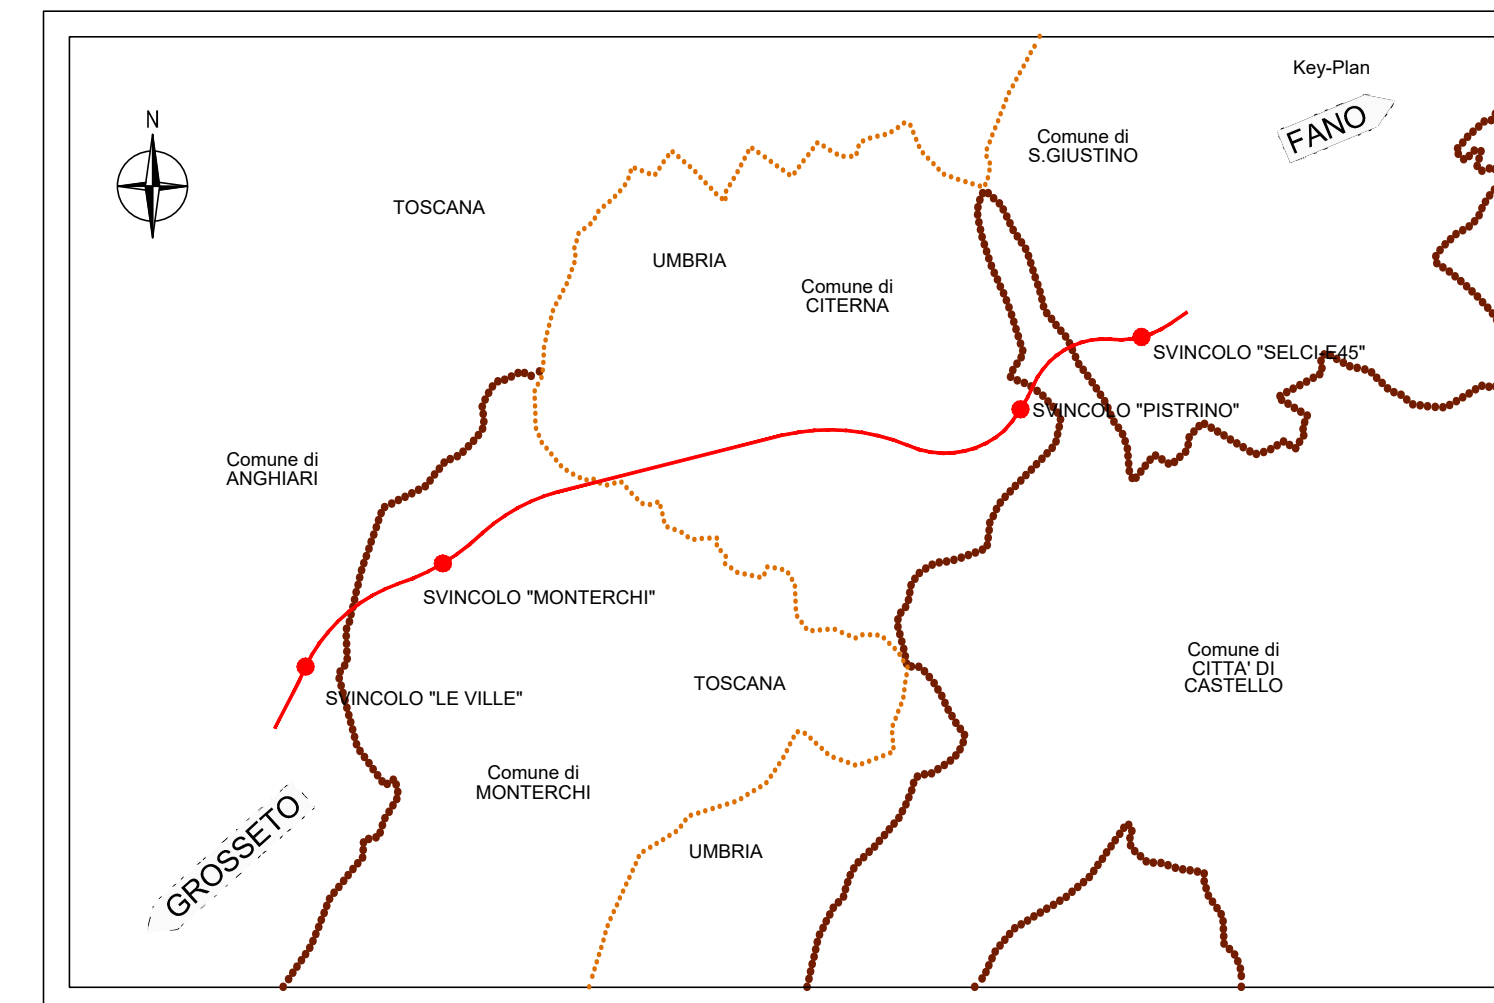 Key-Plan
FANO
N
Comune di
S.GIUSTINO
TOSCANA
UMBRIA
Comune di
CITERNA
SVINCOLO "SELCI-E45"
SVINCOLO "PISTRINO"
Comune di
ANGHIARI
SVINCOLO "MONTERCHI"
Comune di
CITTA' DI
CASTELLO
TOSCANA
SVINCOLO "LE VILLE"
Comune di
MONTERCHI
GROSSETO
UMBRIA